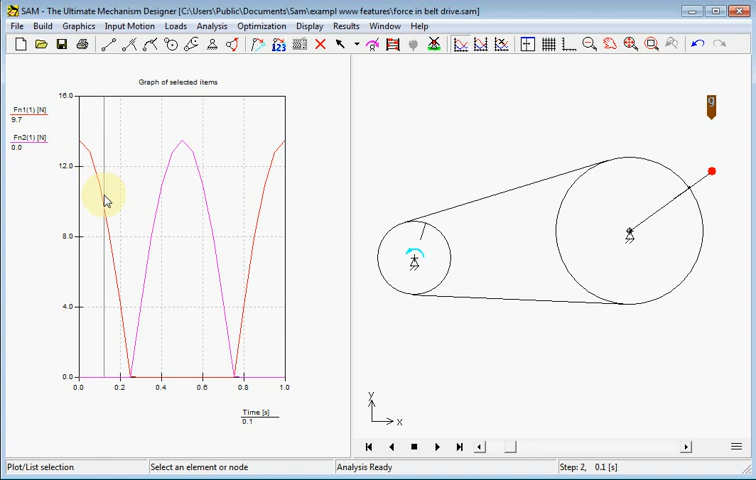 SAM - The Ultimate Mechanism Designer [C:\Users\Public\Documents\Sam\exampl www features\force in belt drive.sam]
File Build Graphics Input Motion Loads Analysis Optimization Display Results Window Help
123
Graph of selected items
Fn1(1) [N]
9.7
Fn2(1) [N]
0.0
16.0
12.0
8.0
4.0
0.0
0.0 0.2 0.4 0.6 0.8 1.0
Time [s]
0.1
g
y
x
Plot/List selection Select an element or node Analysis Ready Step: 2, 0.1 [s]